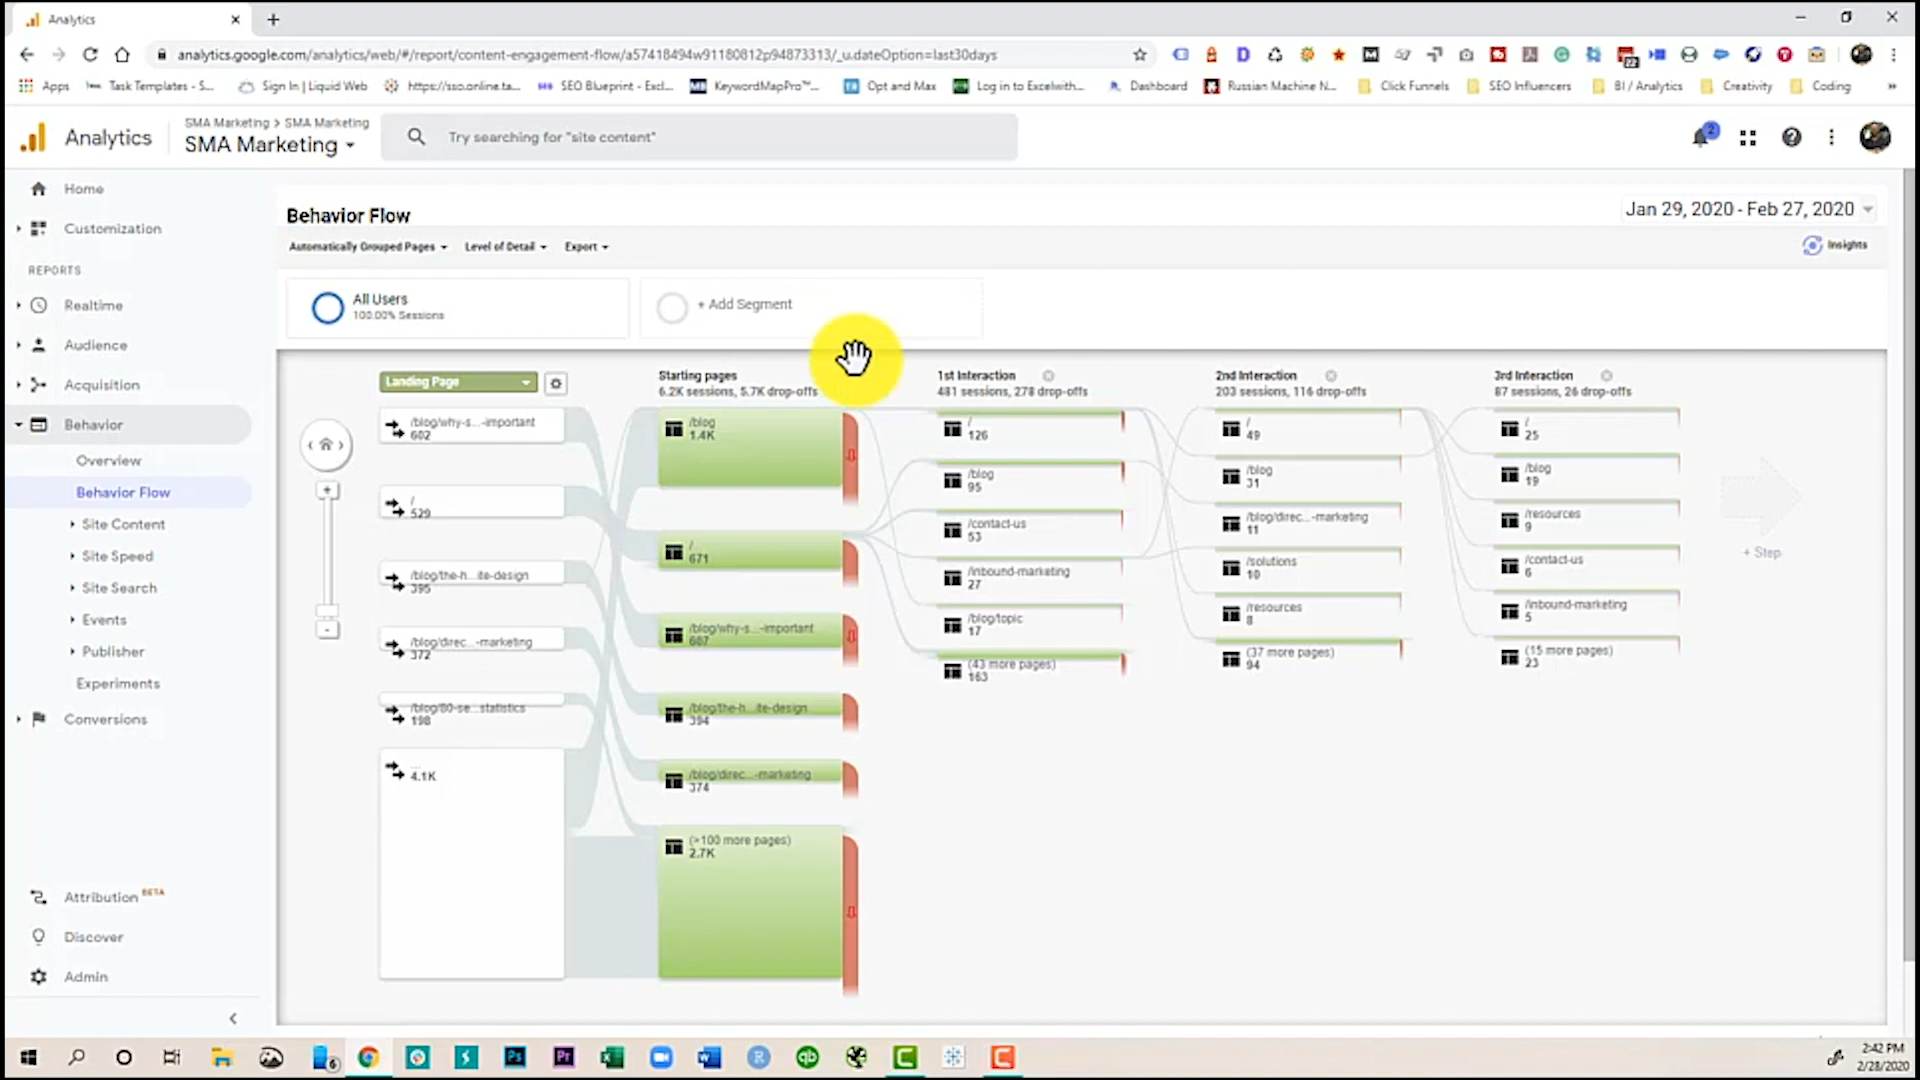 Analytics
analytics.google.com/analytics/web/#/report/content-engagement-flow/a57418494w91180812p94873313/_u.dateOption=last30days
Apps
Task Templates - S...
Sign In | Liquid Web
https://sso.online.ta...
SEO Blueprint - Excl...
KeywordMapPro™...
Opt and Max
Log in to Excelwith...
Dashboard
Russian Machine N...
Click Funnels
SEO Influencers
BI / Analytics
Creativity
Coding
»
Analytics
SMA Marketing > SMA Marketing
SMA Marketing
Try searching for "site content"
2
Home
Customization
REPORTS
Realtime
Audience
Acquisition
Behavior
Overview
Behavior Flow
Site Content
Site Speed
Site Search
Events
Publisher
Experiments
Conversions
Attribution BETA
Discover
Admin
Behavior Flow
Jan 29, 2020 - Feb 27, 2020
Automatically Grouped Pages
Level of Detail
Export
Insights
All Users
100.00% Sessions
+ Add Segment
Landing Page
/blog/why-s...-important
602
/
529
/blog/the-h...ite-design
395
/blog/direc...-marketing
372
/blog/80-se...statistics
198
...
4.1K
Starting pages
6.2K sessions, 5.7K drop-offs
/blog
1.4K
/
671
/blog/why-s...-important
607
/blog/the-h...ite-design
394
/blog/direc...-marketing
374
(>100 more pages)
2.7K
1st Interaction
481 sessions, 278 drop-offs
/
126
/blog
95
/contact-us
53
/inbound-marketing
27
/blog/topic
17
(43 more pages)
163
2nd Interaction
203 sessions, 116 drop-offs
/
49
/blog
31
/blog/direc...-marketing
11
/solutions
10
/resources
8
(37 more pages)
94
3rd Interaction
87 sessions, 26 drop-offs
/
25
/blog
19
/resources
9
/contact-us
6
/inbound-marketing
5
(15 more pages)
23
+ Step
2:42 PM
2/28/2020